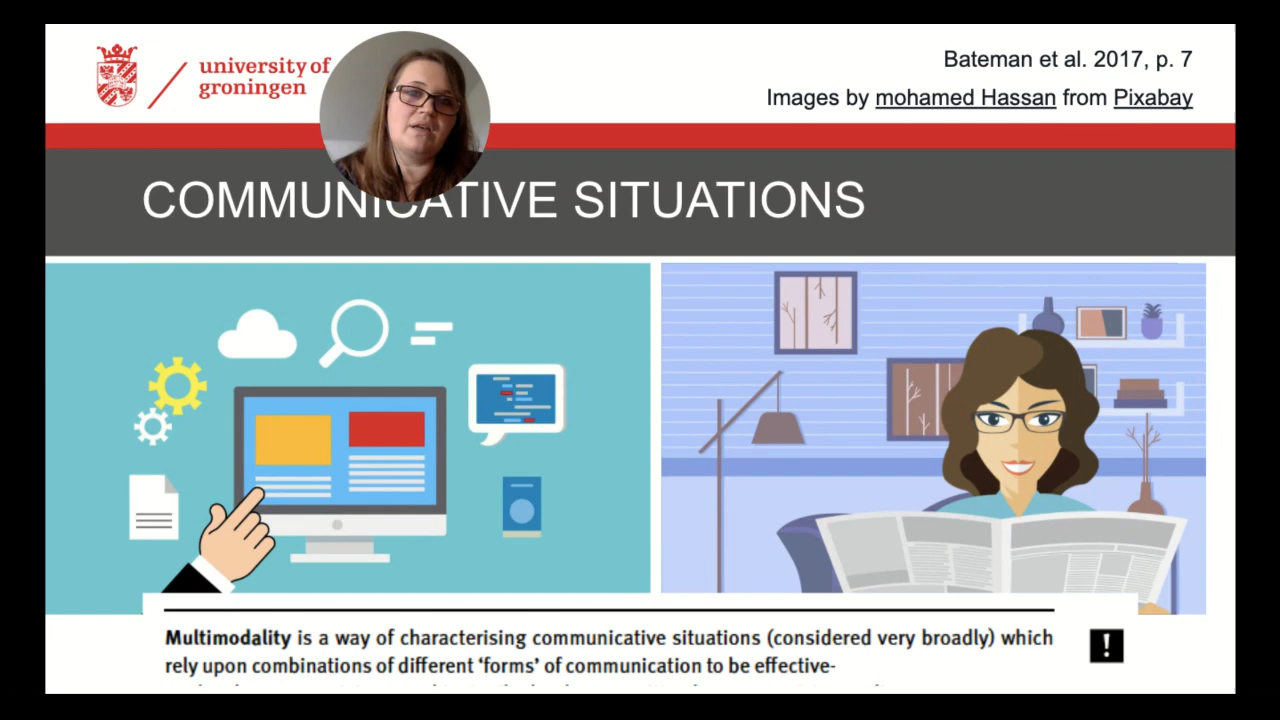 university of
groningen
Bateman et al. 2017, p. 7
Images by mohamed Hassan from Pixabay
COMMUNICATIVE SITUATIONS
Multimodality is a way of characterising communicative situations (considered very broadly) which
rely upon combinations of different ‘forms’ of communication to be effective-
!